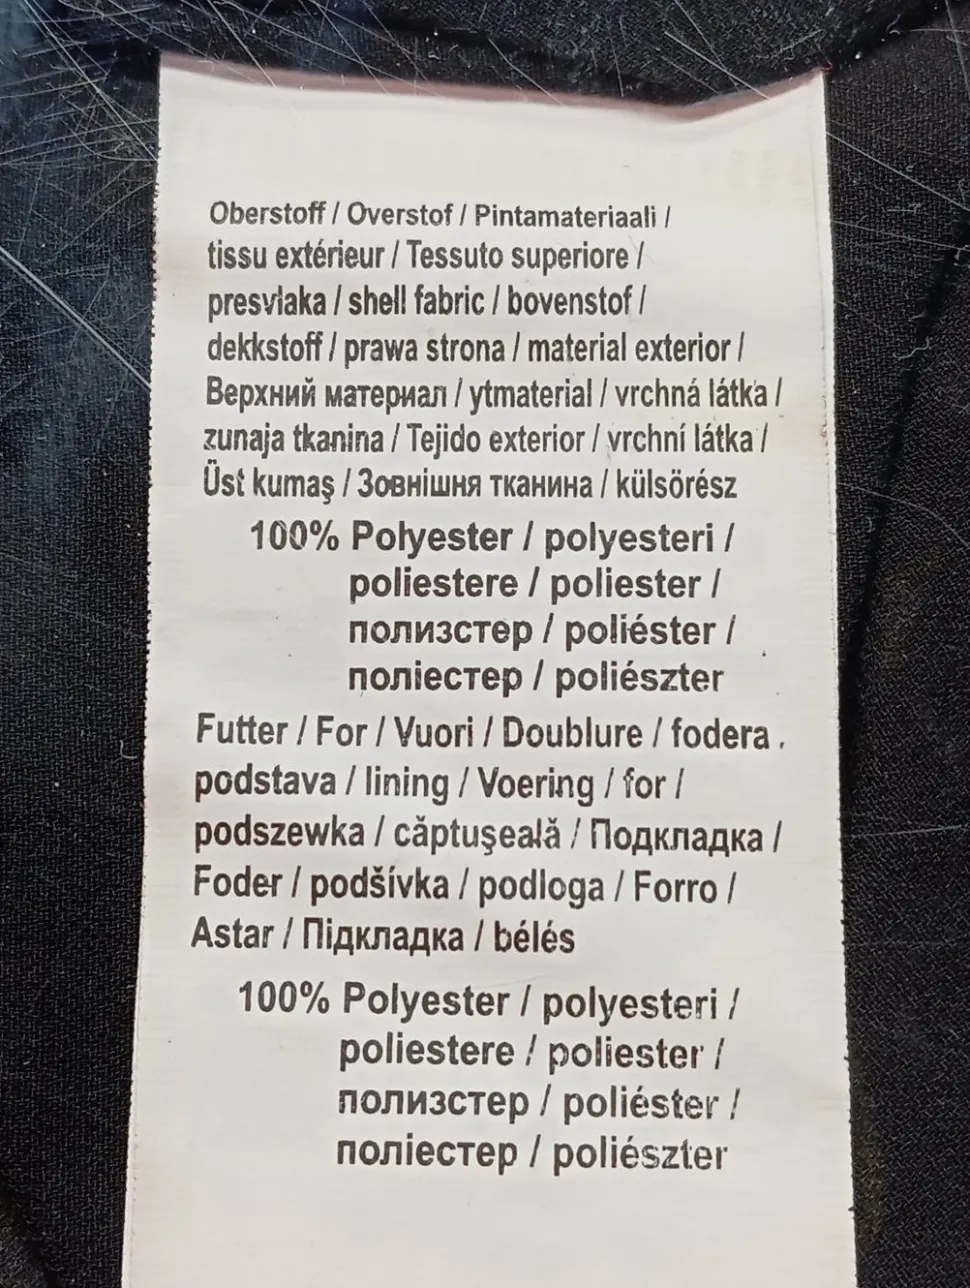 Oberstoff / Overstof / Pintamateriaali /
tissu extérieur / Tessuto superiore /
presvlaka / shell fabric / bovenstof /
dekkstoff / prawa strona / material exterior /
Верхний материал / ytmaterial / vrchná látka /
zunaja tkanina / Tejido exterior / vrchní látka /
Üst kumaş / Зовнішня тканина / külsörész
100% Polyester / polyesteri /
poliestere / poliester /
полизстер / poliéster /
поліестер / poliészter
Futter / For / Vuori / Doublure / fodera .
podstava / lining / Voering / for /
podszewka / căptuşeală / Подкладка /
Foder / podšívka / podloga / Forro /
Astar / Підкладка / bélés
100% Polyester / polyesteri /
poliestere / poliester /
полизстер / poliéster /
поліестер / poliészter